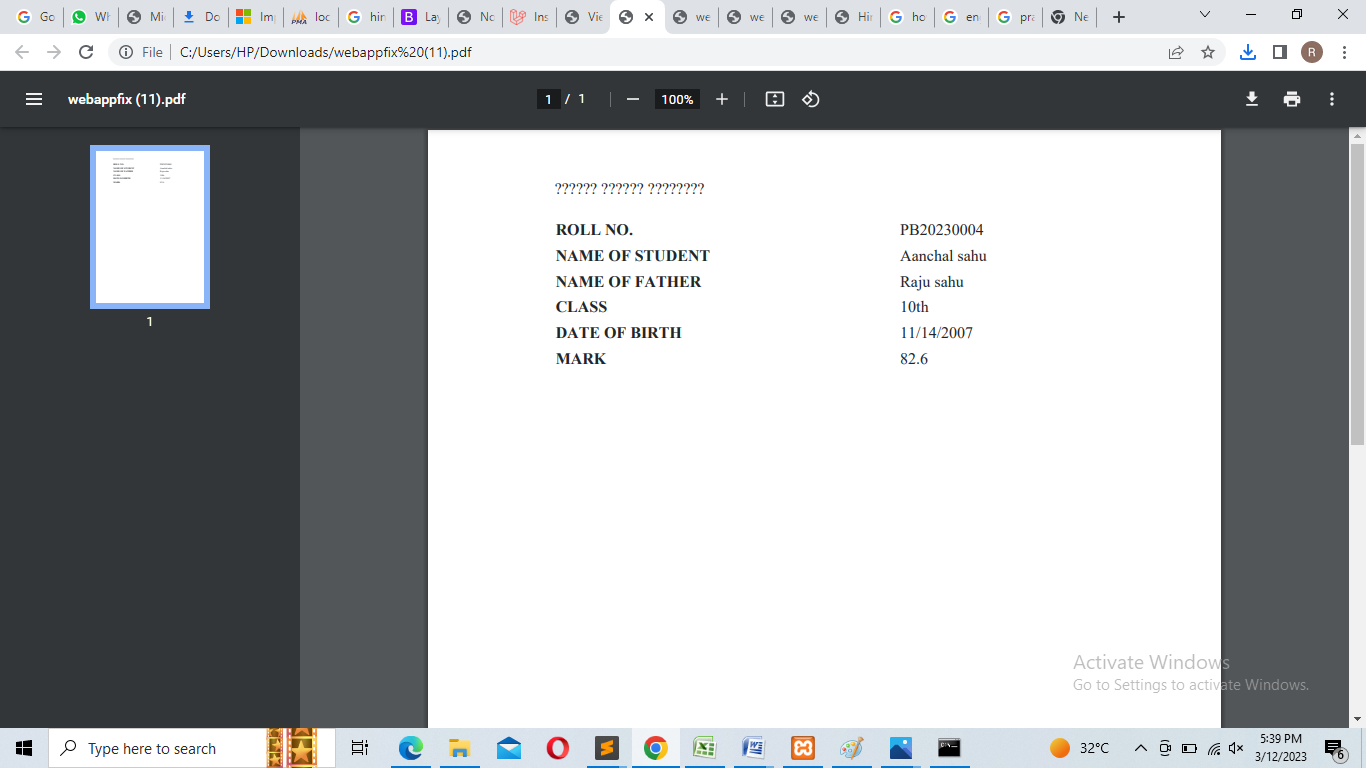 Go
Wh
Mi
Do
Im
loc
hin
B Lay
No
Ins
Vie
we
we
we
Hin
ho
en
pra
Ne
File C:/Users/HP/Downloads/webappfix%20(11).pdf
R
webappfix (11).pdf
1 / 1
100%
?????? ?????? ????????
ROLL NO. PB20230004
NAME OF STUDENT Aanchal sahu
NAME OF FATHER Raju sahu
CLASS 10th
DATE OF BIRTH 11/14/2007
MARK 82.6
1
Activate Windows
Go to Settings to activate Windows.
Type here to search
32°C
5:39 PM
3/12/2023
6